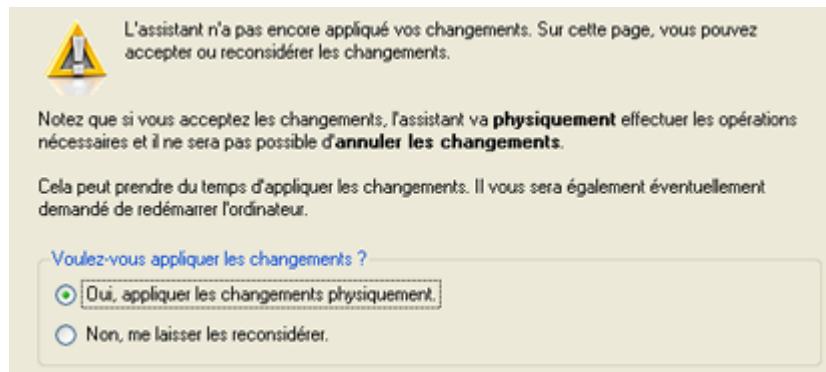 L'assistant n'a pas encore appliqué vos changements. Sur cette page, vous pouvez
accepter ou reconsidérer les changements.
Notez que si vous acceptez les changements, l'assistant va physiquement effectuer les opérations
nécessaires et il ne sera pas possible d'annuler les changements.
Cela peut prendre du temps d'appliquer les changements. Il vous sera également éventuellement
demandé de redémarrer l'ordinateur.
Voulez-vous appliquer les changements ?
Oui, appliquer les changements physiquement.
Non, me laisser les reconsidérer.